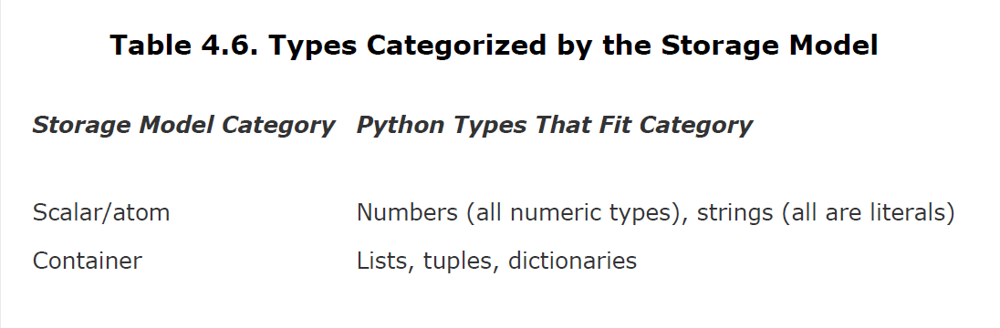 Table 4.6. Types Categorized by the Storage Model
Storage Model Category Python Types That Fit Category
Scalar/atom Numbers (all numeric types), strings (all are literals)
Container Lists, tuples, dictionaries